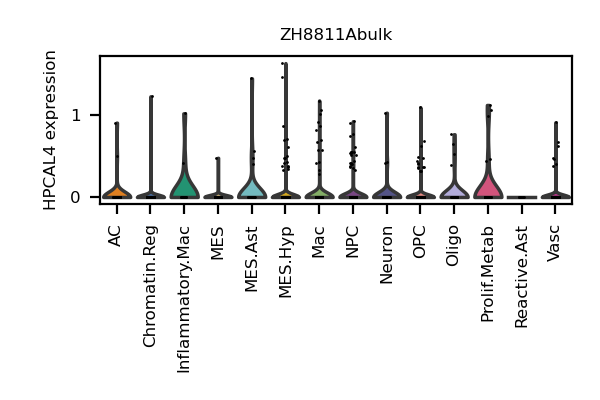 ZH8811Abulk
HPCAL4 expression
1
0
AC
Chromatin.Reg
Inflammatory.Mac
MES
MES.Ast
MES.Hyp
Mac
NPC
Neuron
OPC
Oligo
Prolif.Metab
Reactive.Ast
Vasc